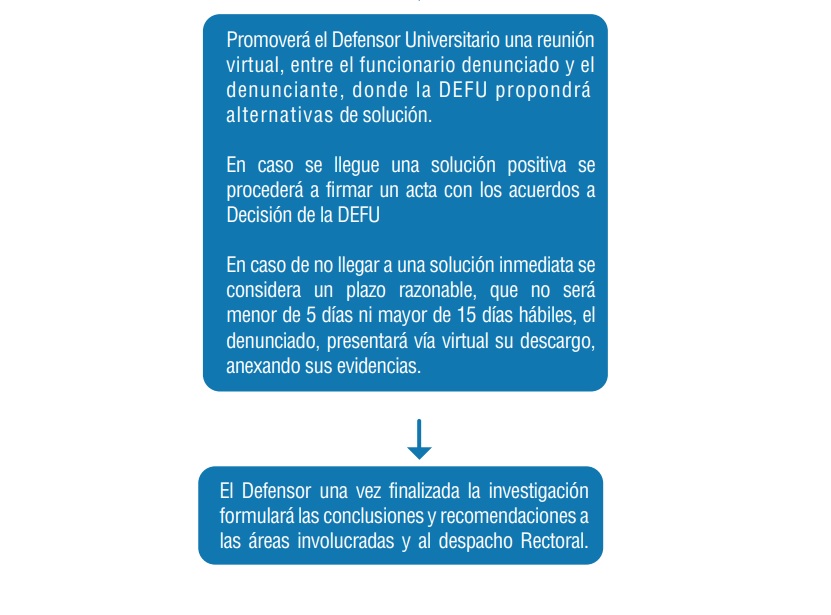 Promoverá el Defensor Universitario una reunión
virtual, entre el funcionario denunciado y el
denunciante, donde la DEFU propondrá
alternativas de solución.
En caso se llegue una solución positiva se
procederá a firmar un acta con los acuerdos a
Decisión de la DEFU
En caso de no llegar a una solución inmediata se
considera un plazo razonable, que no será
menor de 5 días ni mayor de 15 días hábiles, el
denunciado, presentará vía virtual su descargo,
anexando sus evidencias.
El Defensor una vez finalizada la investigación
formulará las conclusiones y recomendaciones a
las áreas involucradas y al despacho Rectoral.